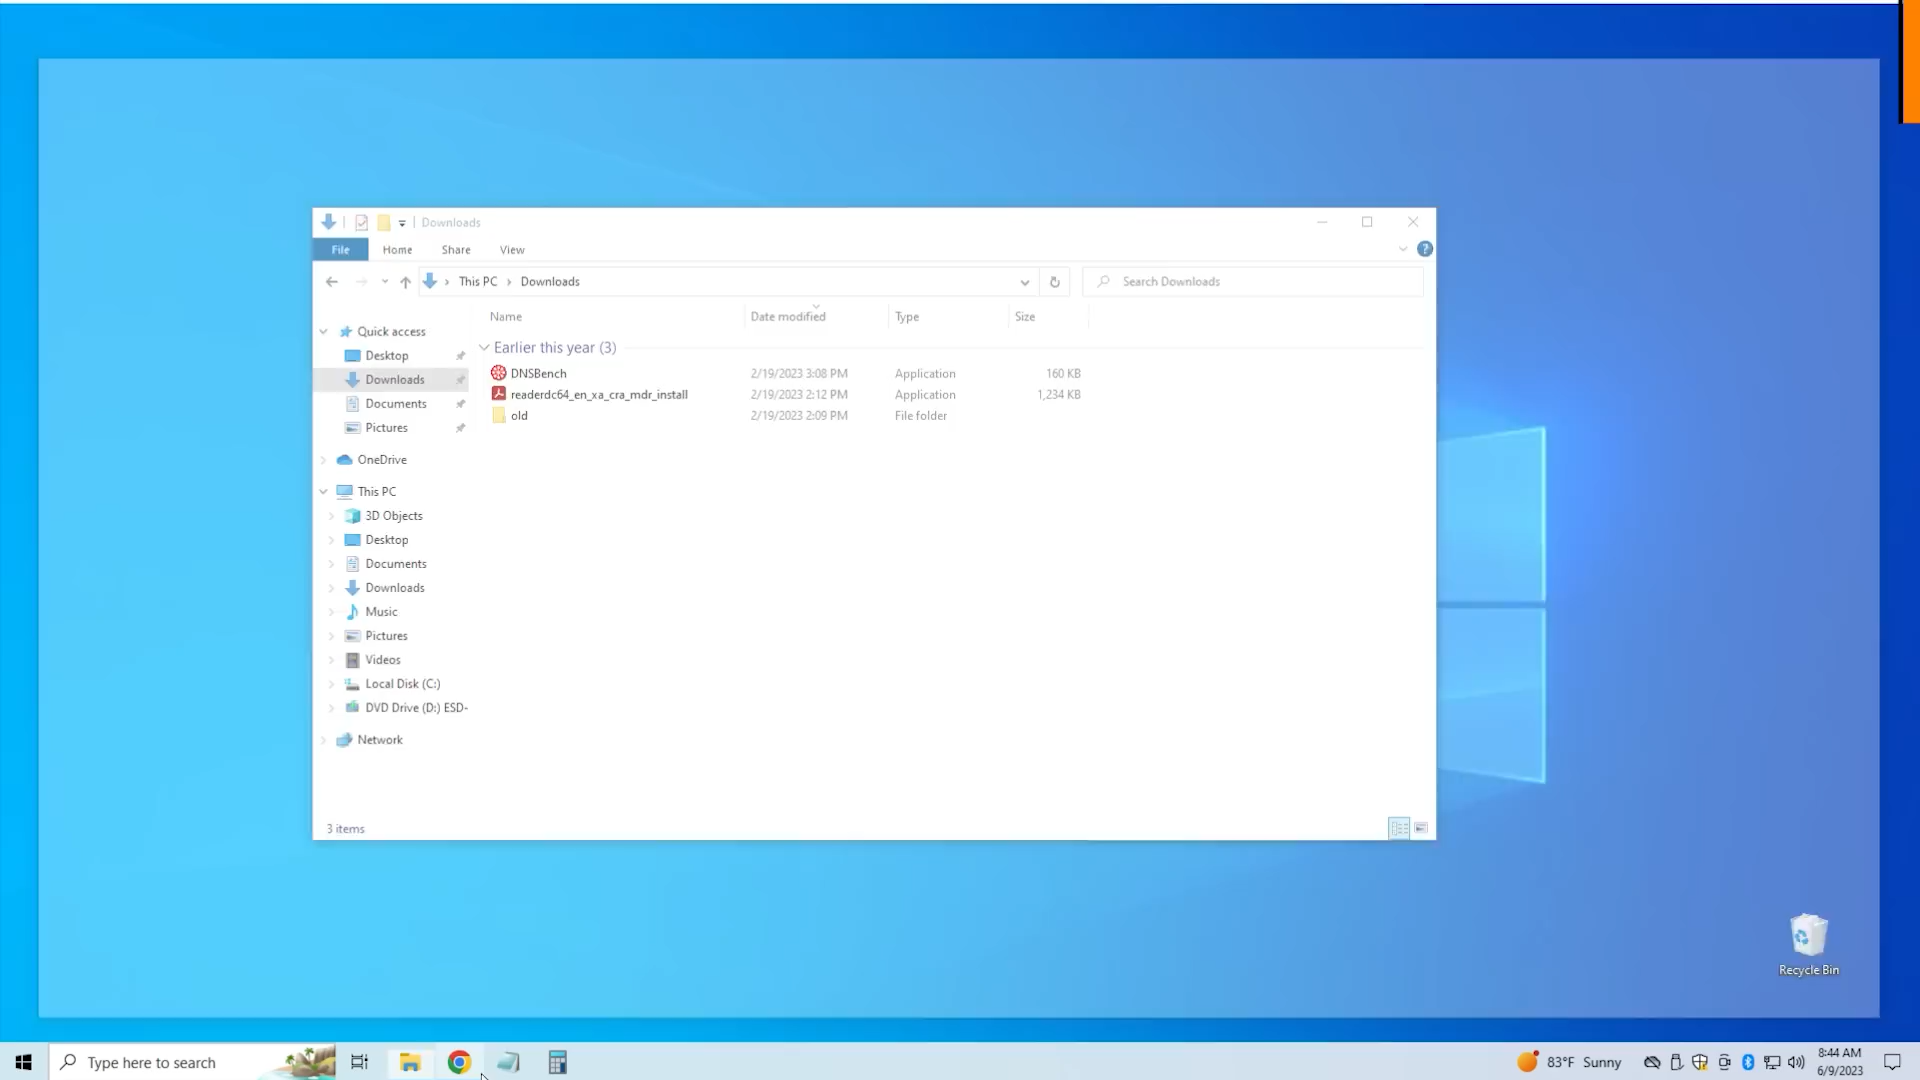 Downloads
File Home Share View
This PC Downloads
Search Downloads
Name Date modified Type Size
Quick access
Desktop
Downloads
Documents
Pictures
OneDrive
This PC
3D Objects
Desktop
Documents
Downloads
Music
Pictures
Videos
Local Disk (C:)
DVD Drive (D:) ESD-
Network
Earlier this year (3)
DNSBench 2/19/2023 3:08 PM Application 160 KB
readerdc64_en_xa_cra_mdr_install 2/19/2023 2:12 PM Application 1,234 KB
old 2/19/2023 2:09 PM File folder
3 items
Recycle Bin
Type here to search
83°F Sunny
8:44 AM
6/9/2023